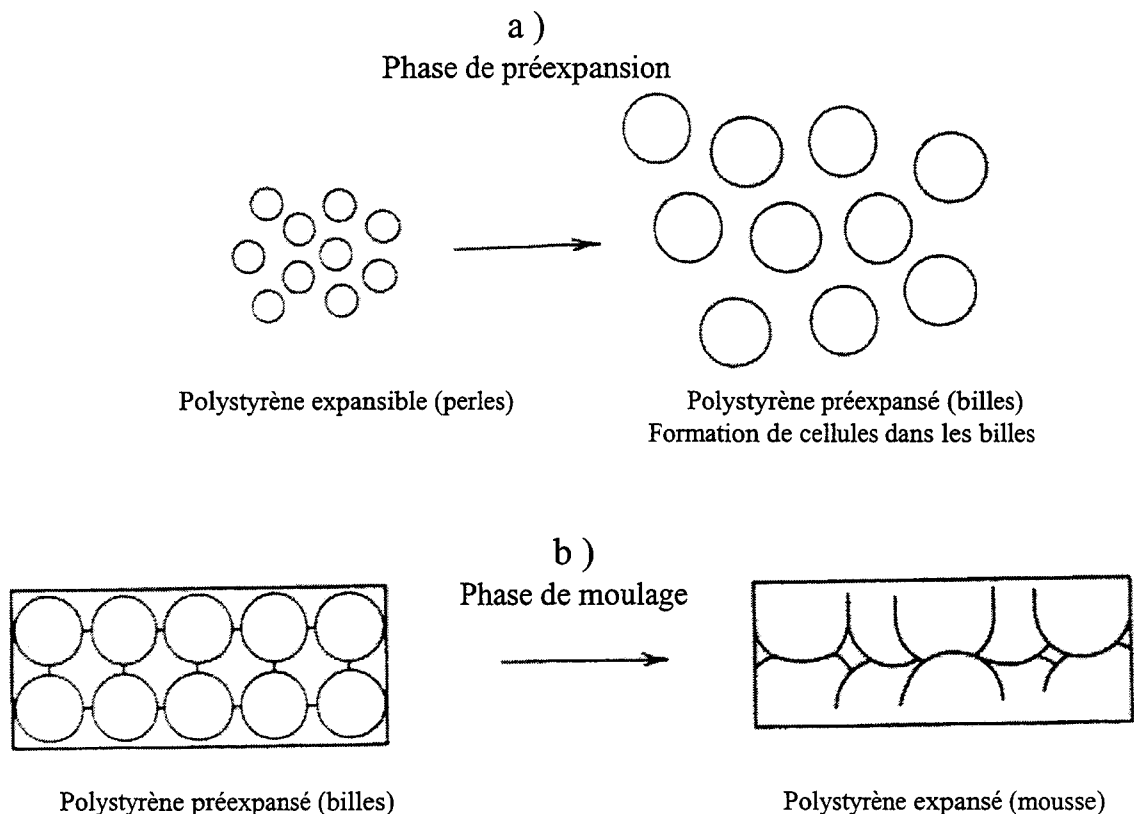 a )
Phase de préexpansion
Polystyrène expansible (perles)
Polystyrène préexpansé (billes)
Formation de cellules dans les billes
b )
Phase de moulage
Polystyrène préexpansé (billes)
Polystyrène expansé (mousse)